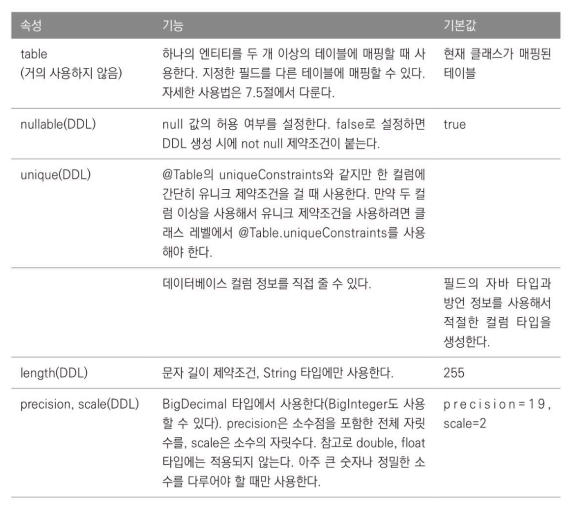 속성 기능 기본값
table 하나의 엔티티를 두 개 이상의 테이블에 매핑할 때 사 현재 클래스가 매핑된
(거의 사용하지 않음) 용한다. 지정한 필드를 다른 테이블에 매핑할 수 있다. 테이블
자세한 사용법은 7.5절에서 다룬다.
nullable(DDL) null 값의 허용 여부를 설정한다. false로 설정하면 true
DDL 생성 시에 not null 제약조건이 붙는다.
unique(DDL) @Table의 uniqueConstraints와 같지만 한 컬럼에
간단히 유니크 제약조건을 걸 때 사용한다. 만약 두 컬
럼 이상을 사용해서 유니크 제약조건을 사용하려면 클
래스 레벨에서 @Table.uniqueConstraints를 사용
해야 한다.
데이터베이스 컬럼 정보를 직접 줄 수 있다. 필드의 자바 타입과
방언 정보를 사용해서
적절한 컬럼 타입을
생성한다.
length(DDL) 문자 길이 제약조건, String 타입에만 사용한다. 255
precision, scale(DDL) BigDecimal 타입에서 사용한다(BigInteger도 사용 precision=19,
할 수 있다). precision은 소수점을 포함한 전체 자릿 scale=2
수를, scale은 소수의 자릿수다. 참고로 double, float
타입에는 적용되지 않는다. 아주 큰 숫자나 정밀한 소
수를 다루어야 할 때만 사용한다.